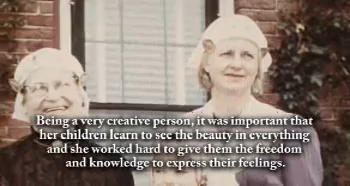 Being a very creative person, it was important that
her children learn to see the beauty in everything
and she worked hard to give them the freedom
and knowledge to express their feelings.